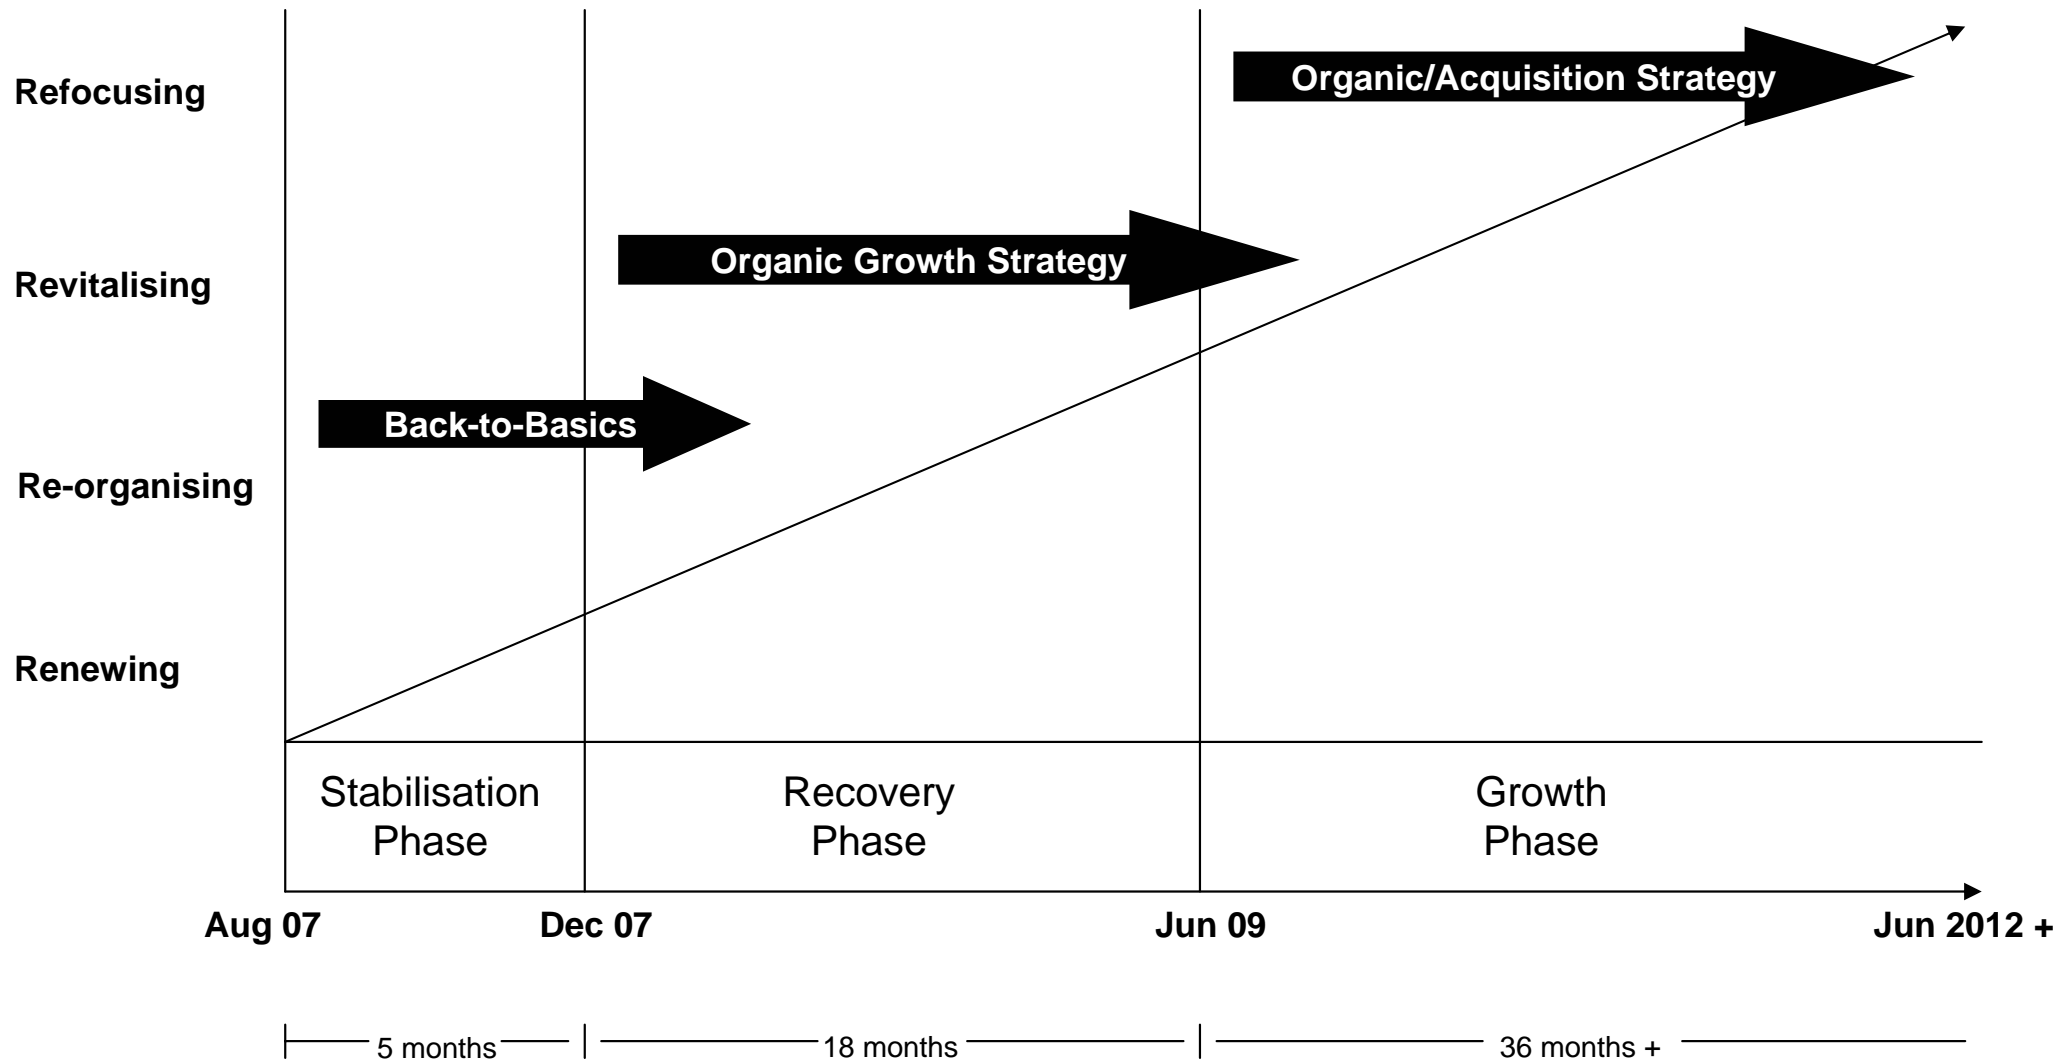 Refocusing
Organic/Acquisition Strategy
Revitalising
Organic Growth Strategy
Back-to-Basics
Re-organising
Renewing
Stabilisation
Phase
Recovery
Phase
Growth
Phase
Aug 07
Dec 07
Jun 09
Jun 2012 +
5 months
18 months
36 months +